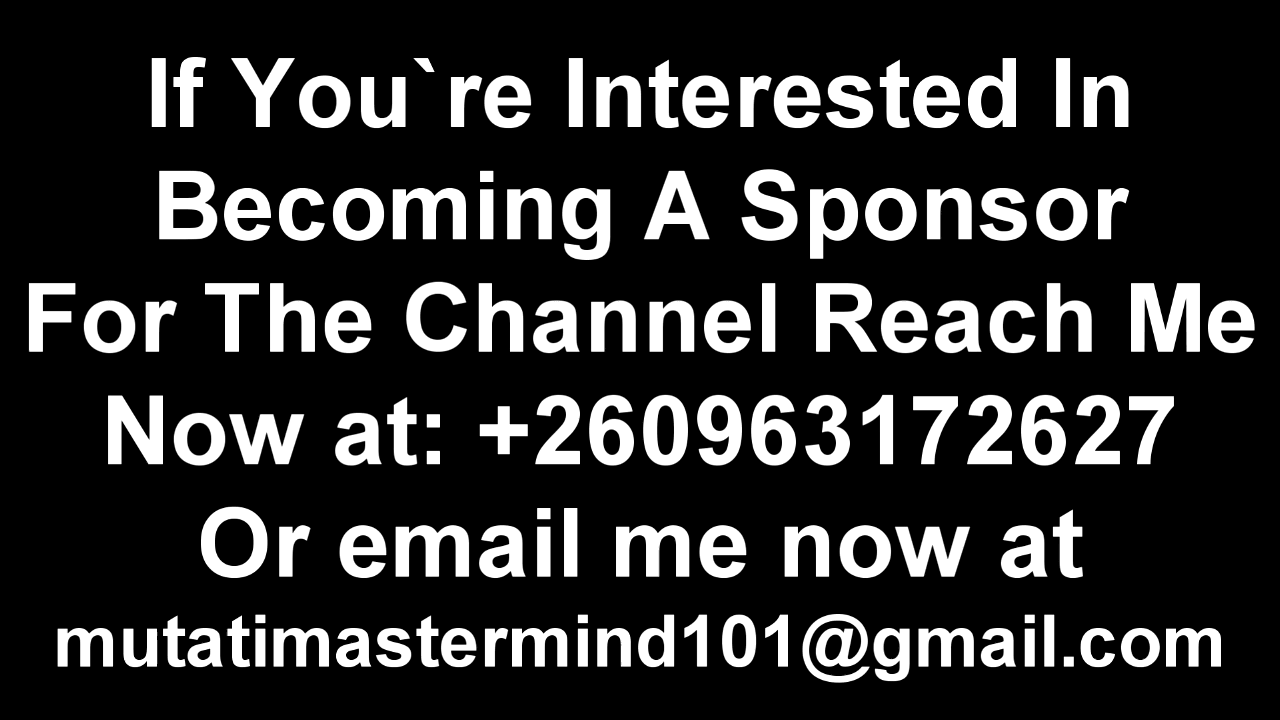 If You`re Interested In
Becoming A Sponsor
For The Channel Reach Me
Now at: +260963172627
Or email me now at
mutatimastermind101@gmail.com